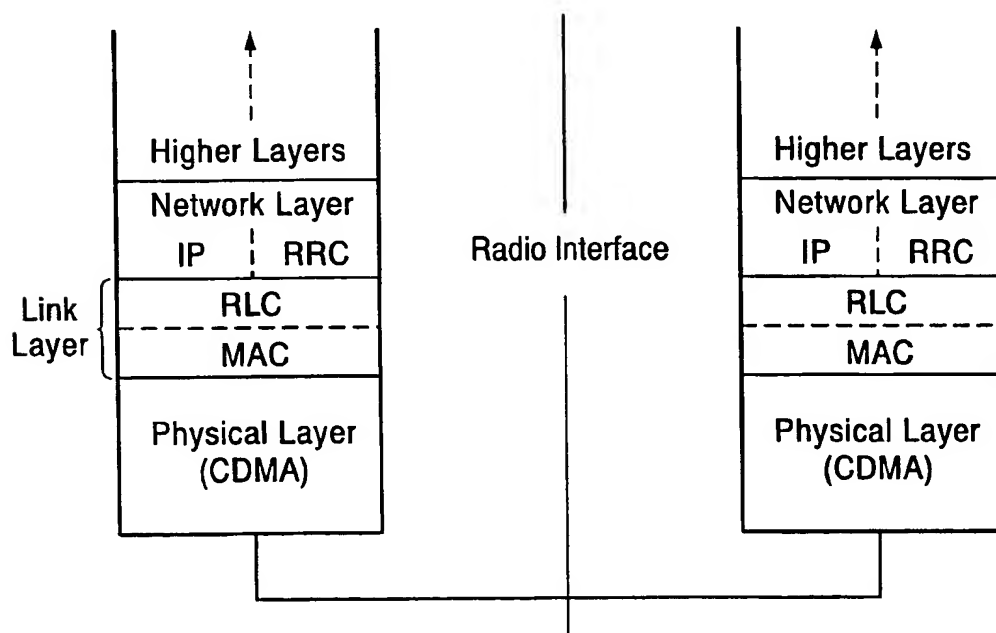 Higher Layers
Network Layer
IP RRC
RLC
MAC
Physical Layer
(CDMA)
Link
Layer
Radio Interface
Higher Layers
Network Layer
IP RRC
RLC
MAC
Physical Layer
(CDMA)